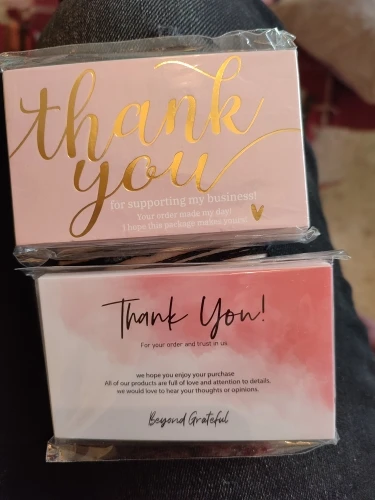 thank
you
for supporting my business!
Your order made my day!
I hope this package makes yours!
Thank You!
For your order and trust in us
we hope you enjoy your purchase
All of our products are full of love and attention to details.
we would love to hear your thoughts or opinions.
Beyond Grateful